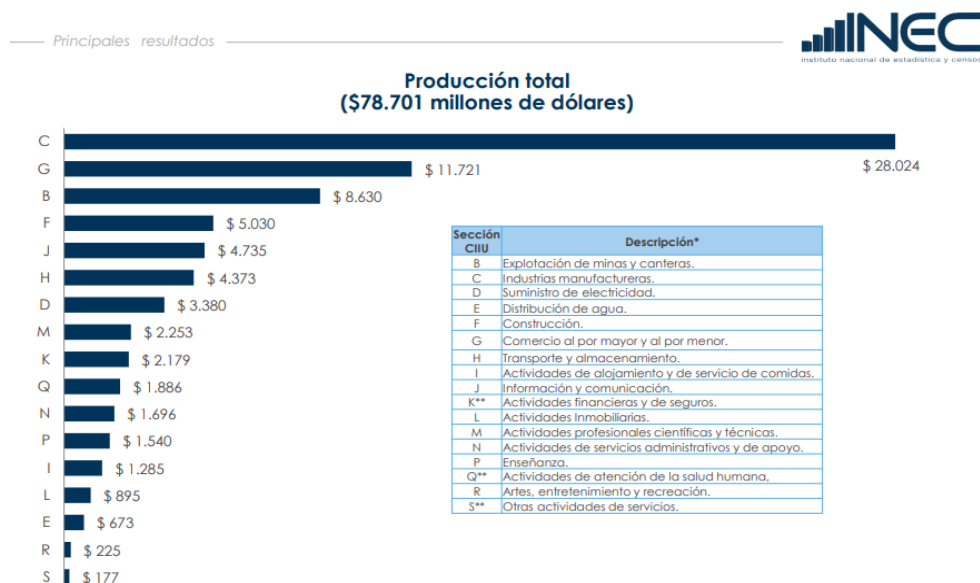 Principales resultados
INEC
instituto nacional de estadística y censos
Producción total
($78.701 millones de dólares)
C $ 28.024
G $ 11.721
B $ 8.630
F $ 5.030
J $ 4.735
H $ 4.373
D $ 3.380
M $ 2.253
K $ 2.179
Q $ 1.886
N $ 1.696
P $ 1.540
I $ 1.285
L $ 895
E $ 673
R $ 225
S $ 177
Sección CIIU Descripción*
B Explotación de minas y canteras.
C Industrias manufactureras.
D Suministro de electricidad.
E Distribución de agua.
F Construcción.
G Comercio al por mayor y al por menor.
H Transporte y almacenamiento.
I Actividades de alojamiento y de servicio de comidas.
J Información y comunicación.
K** Actividades financieras y de seguros.
L Actividades Inmobiliarias.
M Actividades profesionales científicas y técnicas.
N Actividades de servicios administrativos y de apoyo.
P Enseñanza.
Q** Actividades de atención de la salud humana,
R Artes, entretenimiento y recreación.
S** Otras actividades de servicios.